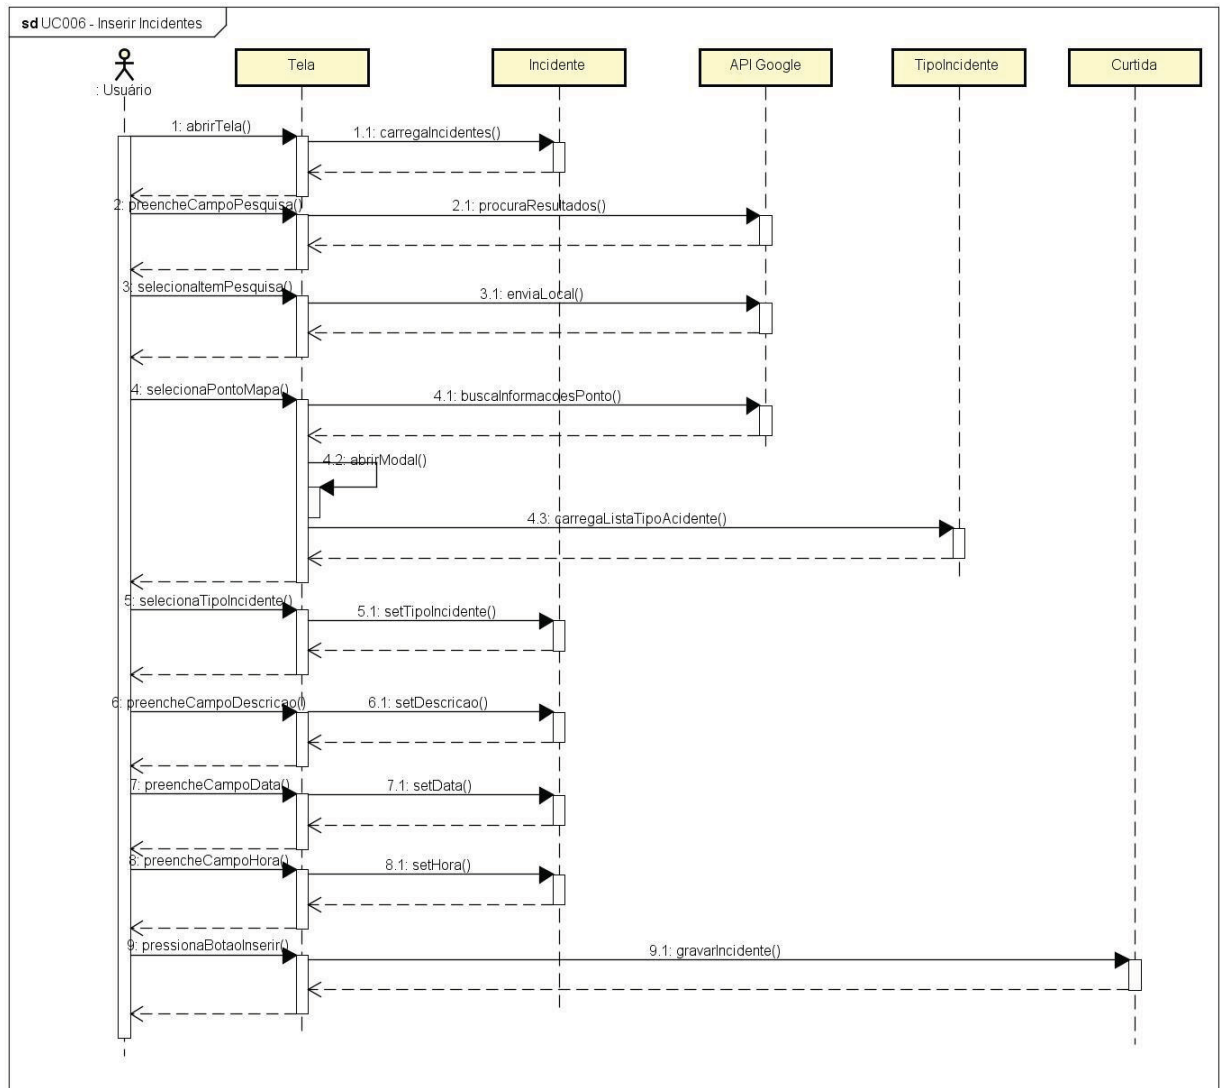 sd UC006 - Inserir Incidentes
: Usuário
Tela
Incidente
API Google
TipoIncidente
Curtida
1: abrirTela()
1.1: carregaIncidentes()
2: preencheCampoPesquisa()
2.1: procuraResultados()
3: selecionaItemPesquisa()
3.1: enviaLocal()
4: selecionaPontoMapa()
4.1: buscaInformacoesPonto()
4.2: abrirModal()
4.3: carregaListaTipoAcidente()
5: selecionaTipoIncidente()
5.1: setTipoIncidente()
6: preencheCampoDescricao()
6.1: setDescricao()
7: preencheCampoData()
7.1: setData()
8: preencheCampoHora()
8.1: setHora()
9: pressionaBotaoInserir()
9.1: gravarIncidente()